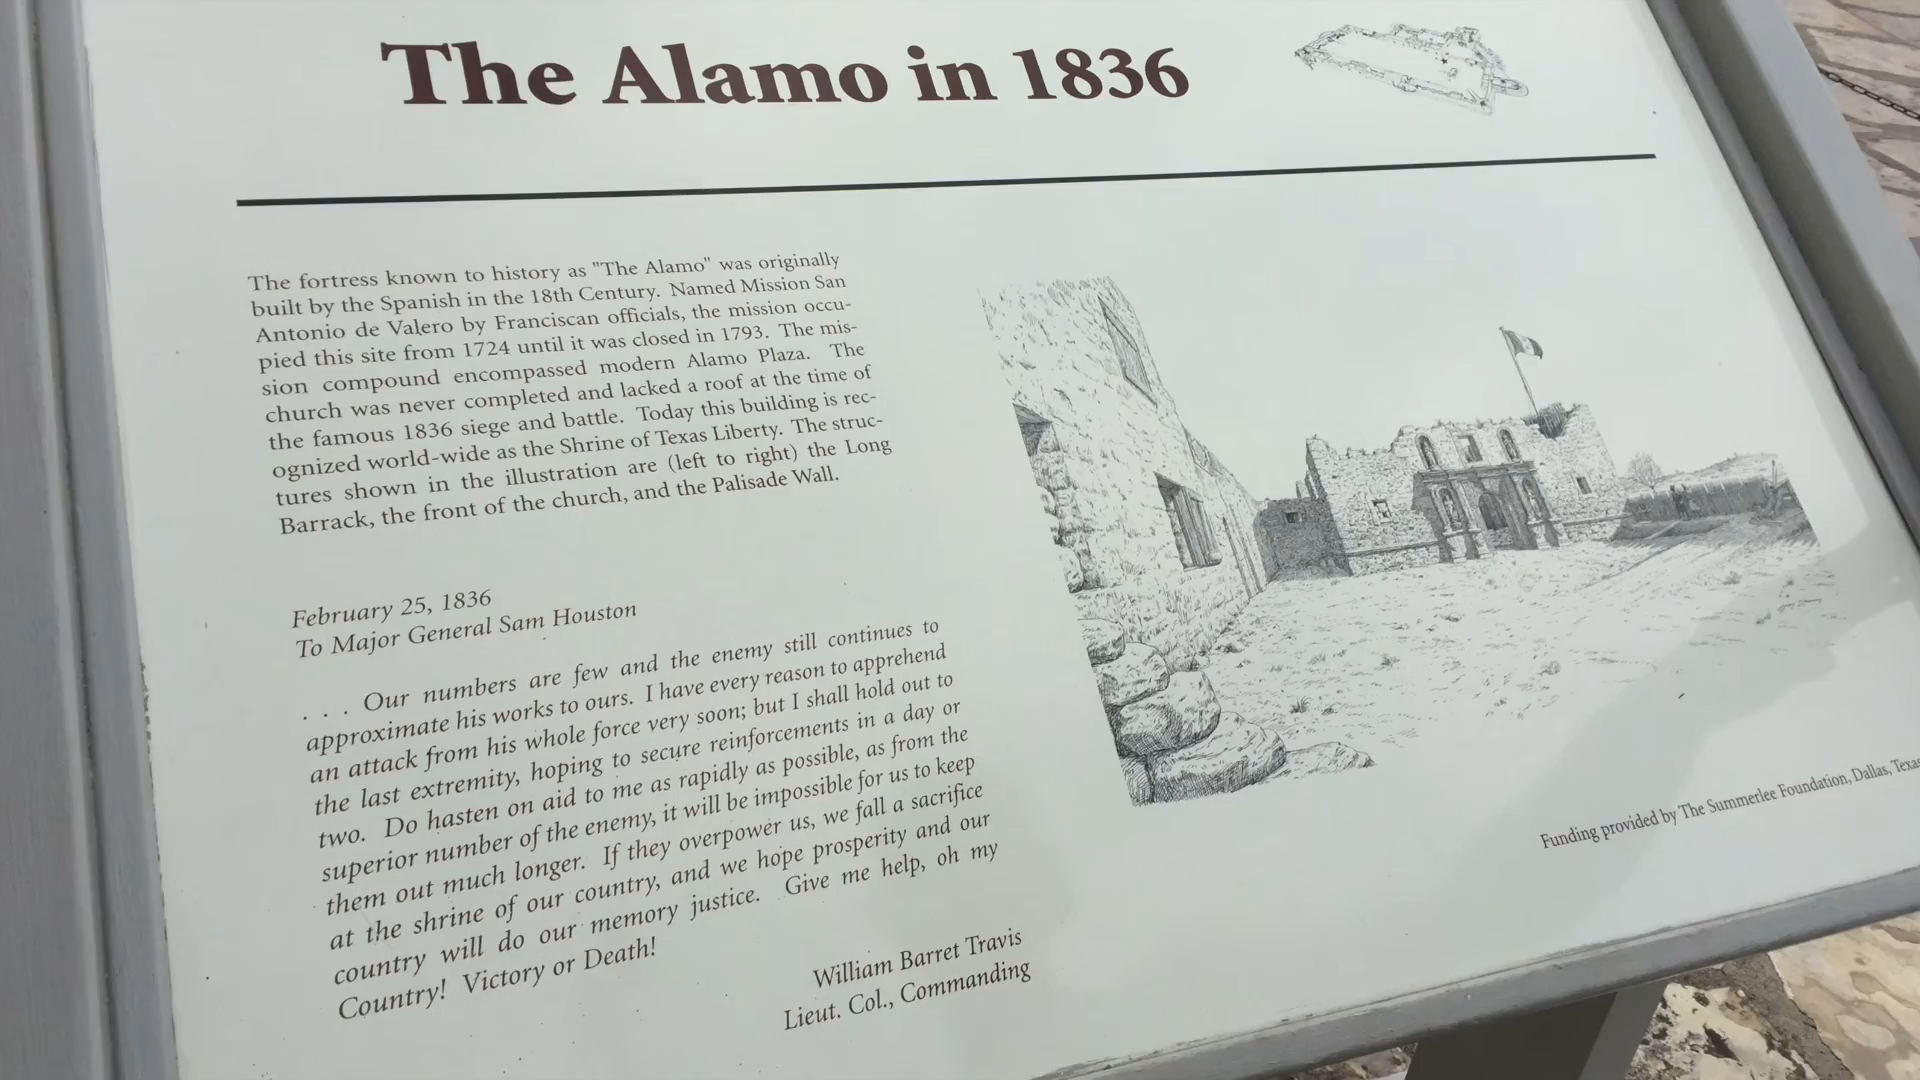 The Alamo in 1836
The fortress known to history as "The Alamo" was originally
built by the Spanish in the 18th Century. Named Mission San
Antonio de Valero by Franciscan officials, the mission occu-
pied this site from 1724 until it was closed in 1793. The mis-
sion compound encompassed modern Alamo Plaza. The
church was never completed and lacked a roof at the time of
the famous 1836 siege and battle. Today this building is rec-
ognized world-wide as the Shrine of Texas Liberty. The struc-
tures shown in the illustration are (left to right) the Long
Barrack, the front of the church, and the Palisade Wall.
February 25, 1836
To Major General Sam Houston
. . . Our numbers are few and the enemy still continues to
approximate his works to ours. I have every reason to apprehend
an attack from his whole force very soon; but I shall hold out to
the last extremity, hoping to secure reinforcements in a day or
two. Do hasten on aid to me as rapidly as possible, as from the
superior number of the enemy, it will be impossible for us to keep
them out much longer. If they overpower us, we fall a sacrifice
at the shrine of our country, and we hope prosperity and our
country will do our memory justice. Give me help, oh my
Country! Victory or Death!
William Barret Travis
Lieut. Col., Commanding
Funding provided by The Summerlee Foundation, Dallas, Texas